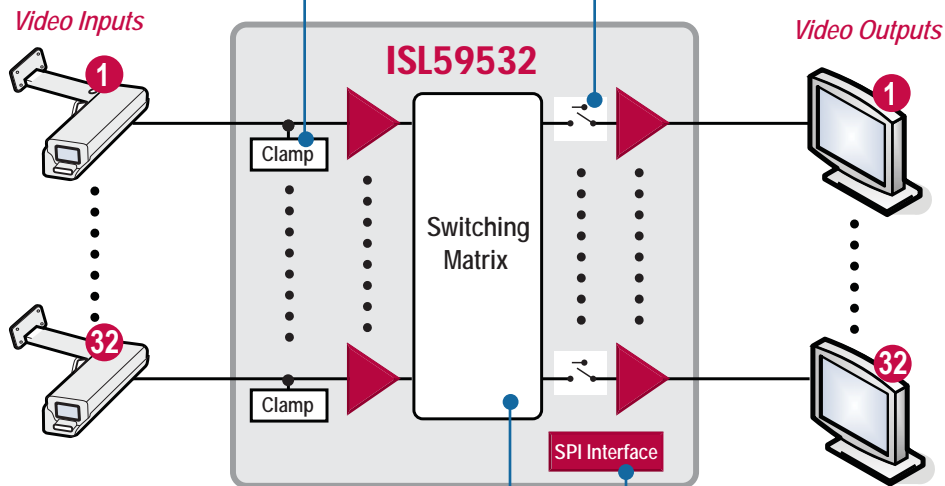 Video Inputs
Video Outputs
ISL59532
1
1
Clamp
Switching
Matrix
32
32
Clamp
SPI Interface